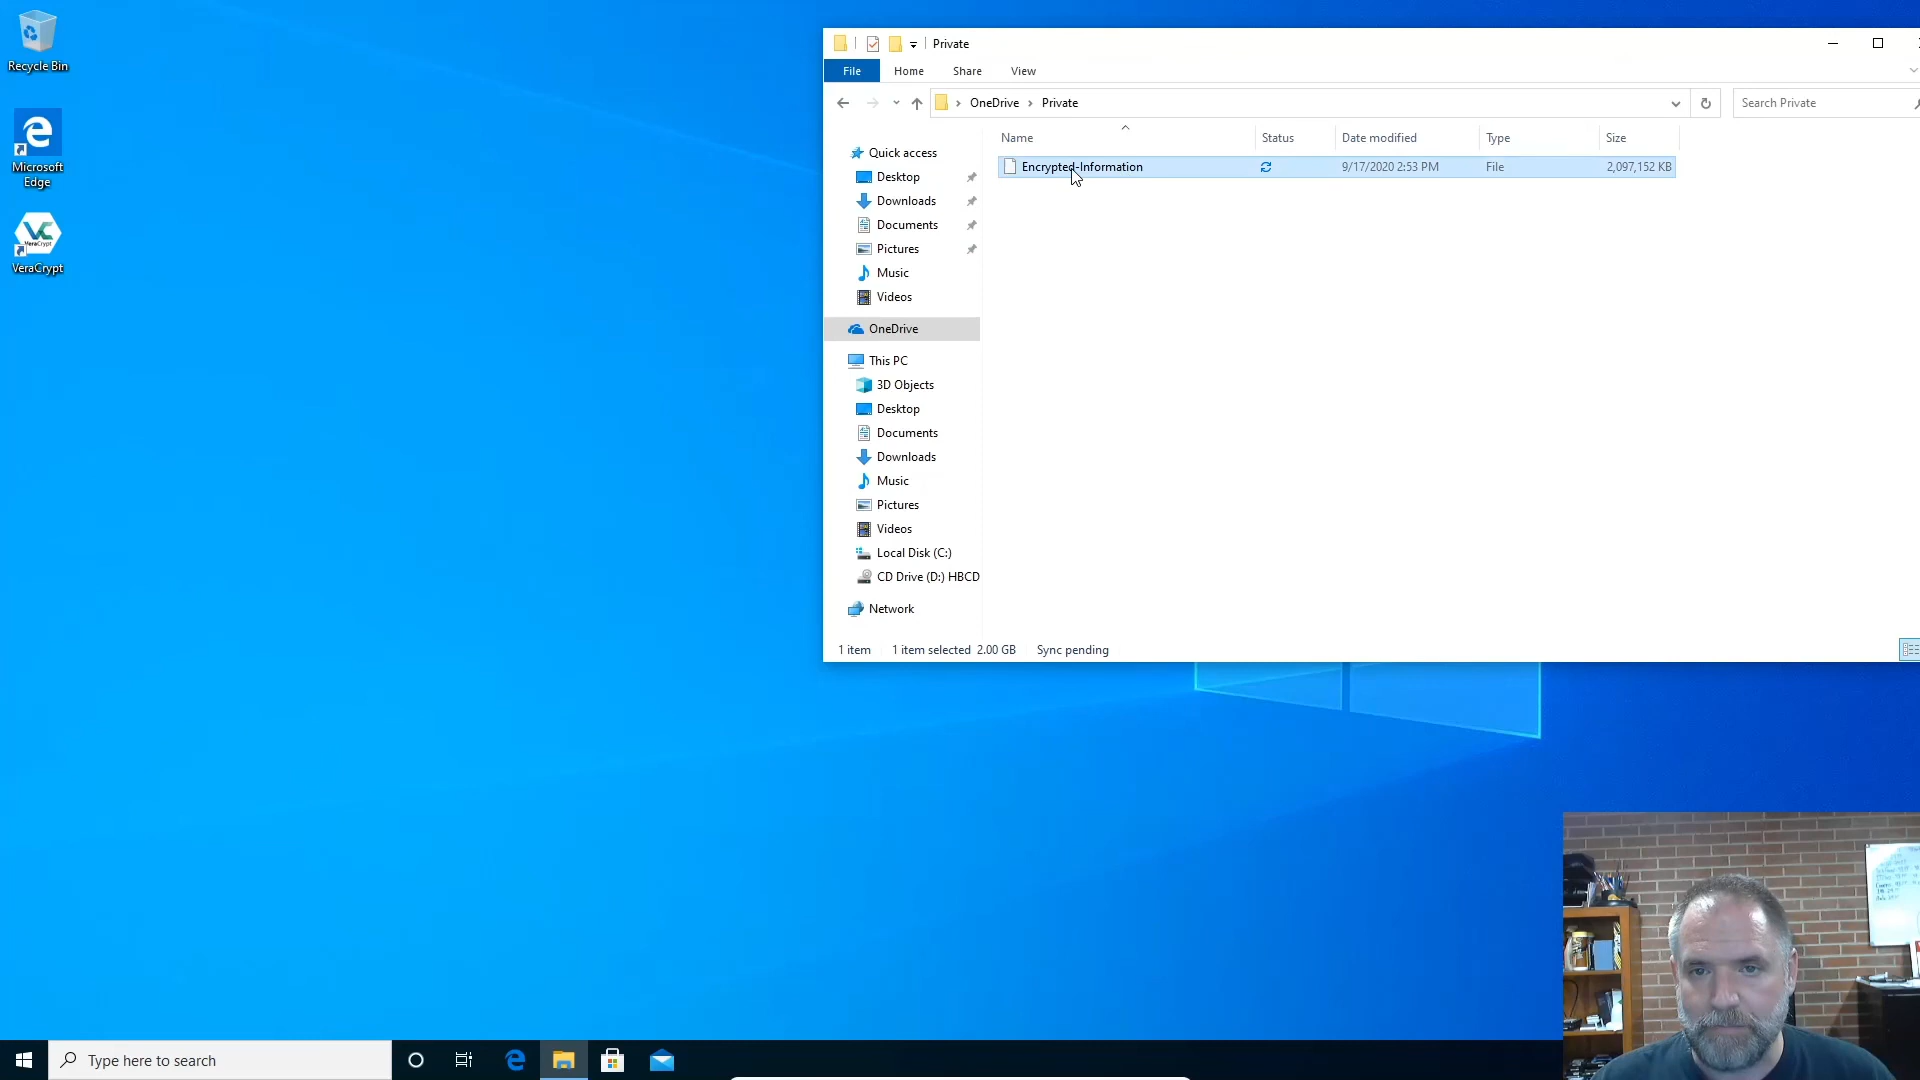 Recycle Bin
Microsoft
Edge
VeraCrypt
VeraCrypt
Private
File Home Share View
OneDrive Private
Search Private
Name Status Date modified Type Size
Encrypted-Information 9/17/2020 2:53 PM File 2,097,152 KB
Quick access
Desktop
Downloads
Documents
Pictures
Music
Videos
OneDrive
This PC
3D Objects
Desktop
Documents
Downloads
Music
Pictures
Videos
Local Disk (C:)
CD Drive (D:) HBCD
Network
1 item 1 item selected 2.00 GB Sync pending
Type here to search